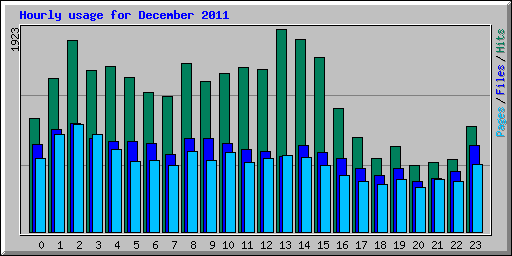 Hourly usage for December 2011
1923
Pages/Files/Hits
0 1 2 3 4 5 6 7 8 9 10 11 12 13 14 15 16 17 18 19 20 21 22 23